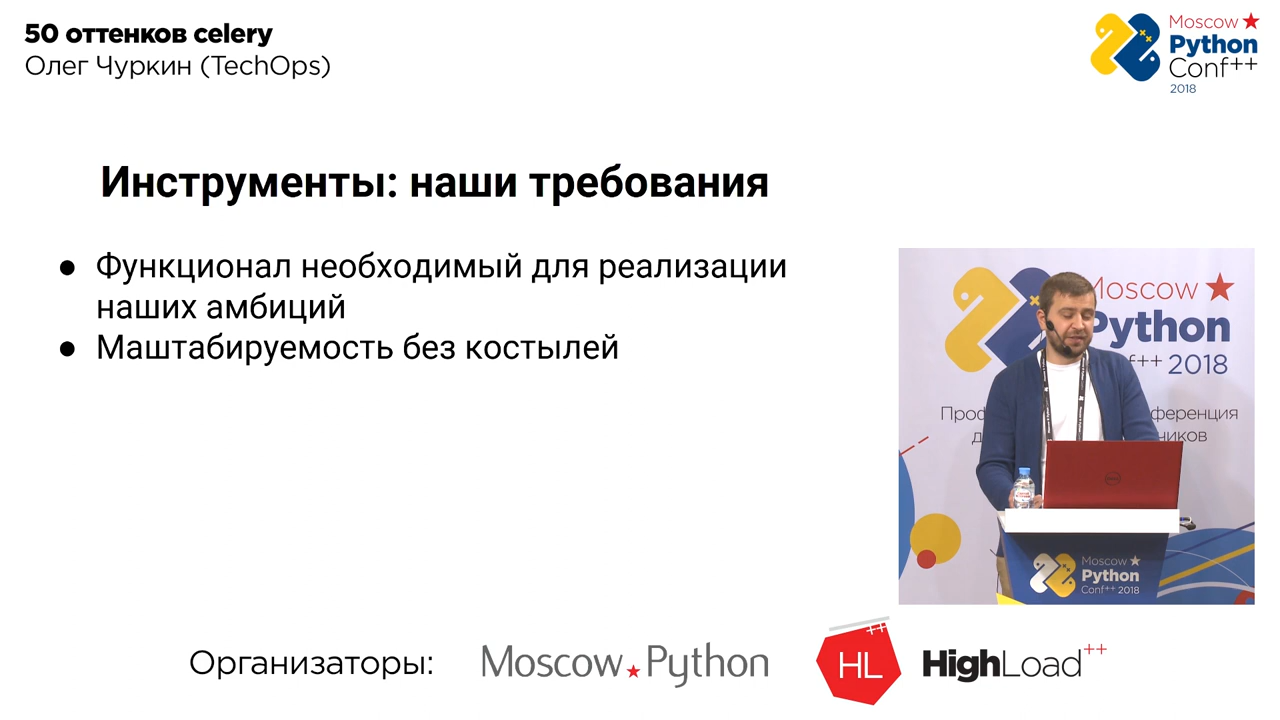 50 оттенков celery
Олег Чуркин (TechOps)
Moscow
Python
Conf++
2018
Инструменты: наши требования
● Функционал необходимый для реализации
наших амбиций
● Маштабируемость без костылей
Moscow
Python
2018
ференция
Moscow
Python
Conf++ 2018
Организаторы:
Moscow Python
HL++
HighLoad++